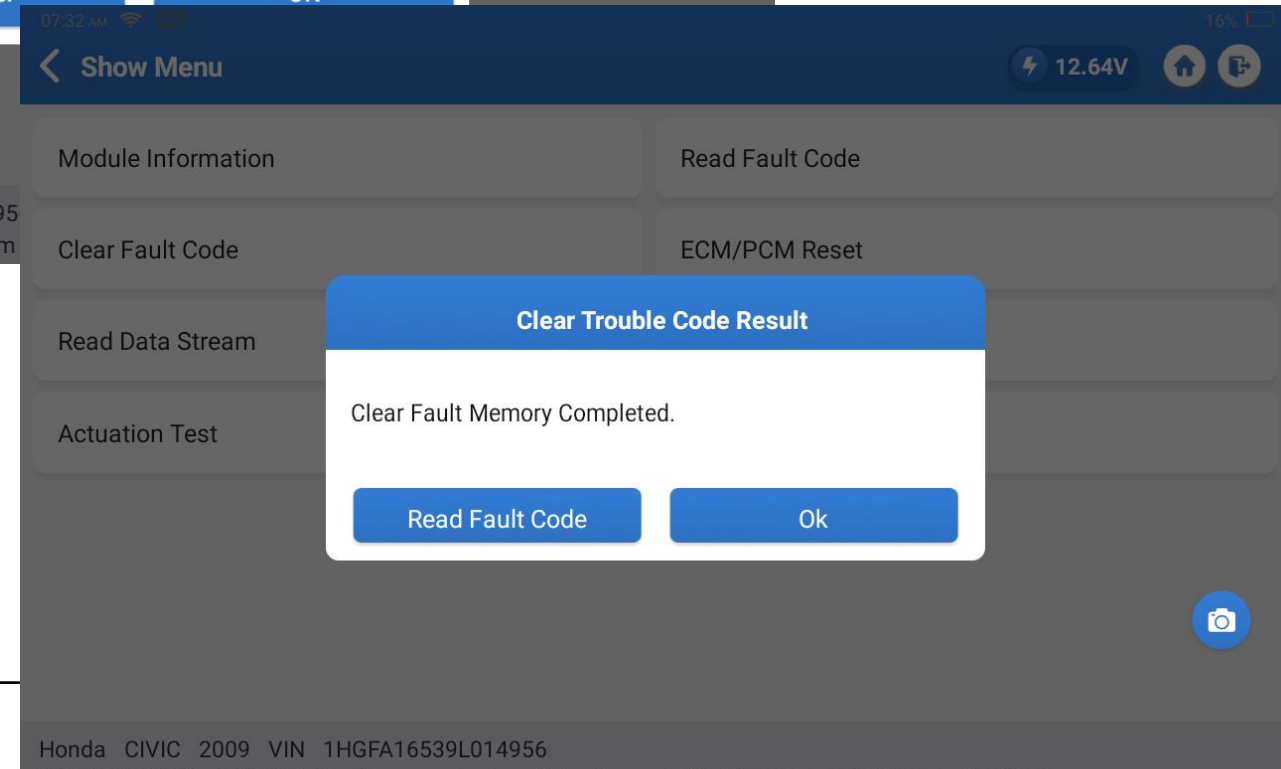 07:32 AM
16%
Show Menu
12.64V
Module Information
Read Fault Code
Clear Fault Code
ECM/PCM Reset
Read Data Stream
Actuation Test
Clear Trouble Code Result
Clear Fault Memory Completed.
Read Fault Code
Ok
Honda CIVIC 2009 VIN 1HGFA16539L014956